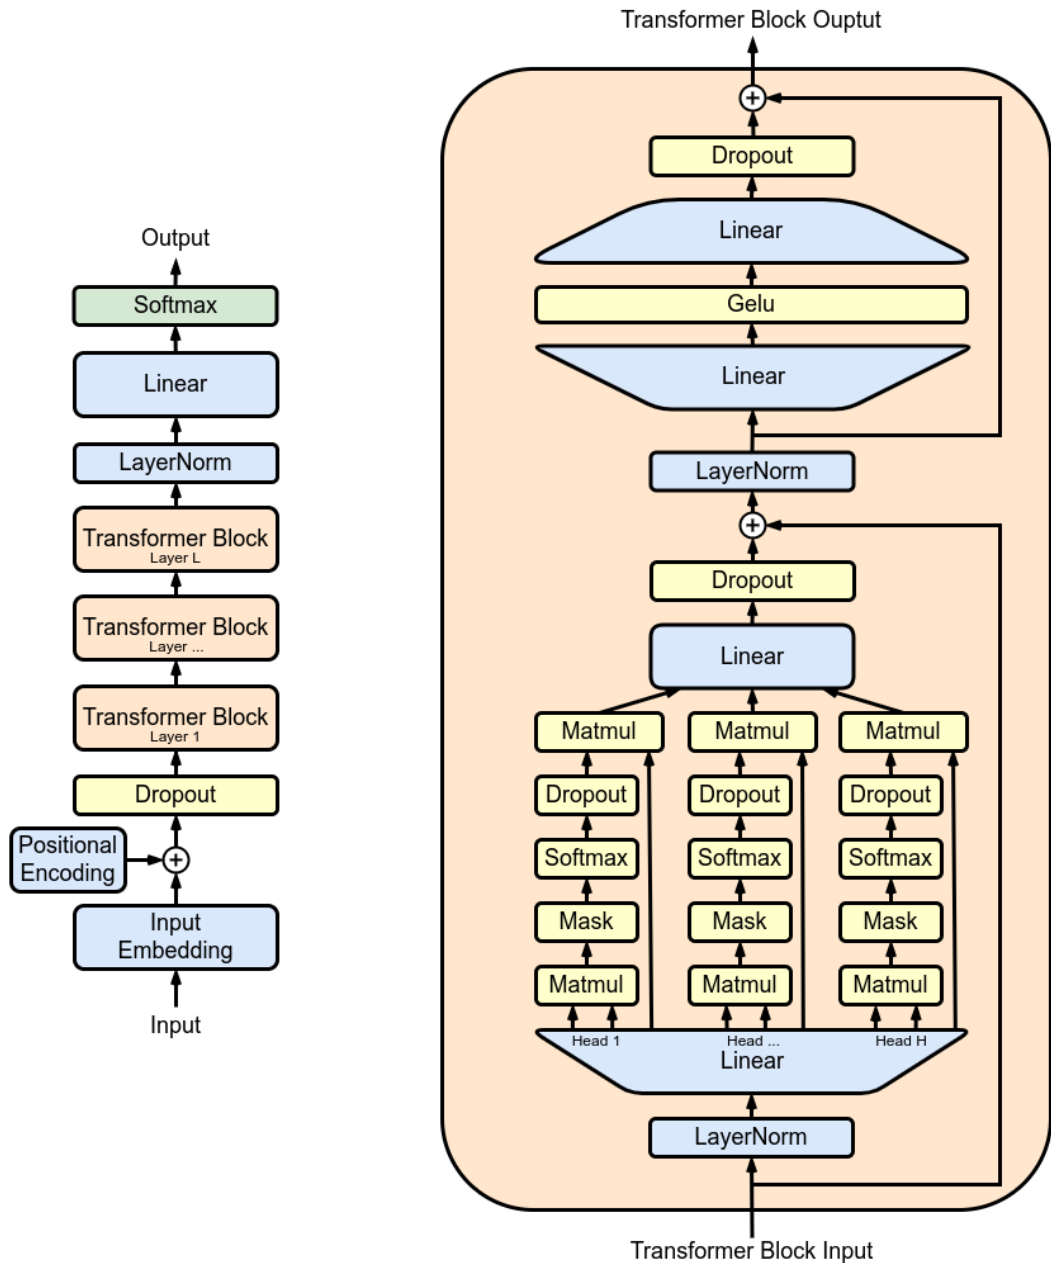 Output
Softmax
Linear
LayerNorm
Transformer Block
Layer L
Transformer Block
Layer ...
Transformer Block
Layer 1
Dropout
Positional
Encoding
+
Input
Embedding
Input
Transformer Block Ouptut
+
Dropout
Linear
Gelu
Linear
LayerNorm
+
Dropout
Linear
Matmul Matmul Matmul
Dropout Dropout Dropout
Softmax Softmax Softmax
Mask Mask Mask
Matmul Matmul Matmul
Head 1 Head ... Head H
Linear
LayerNorm
Transformer Block Input